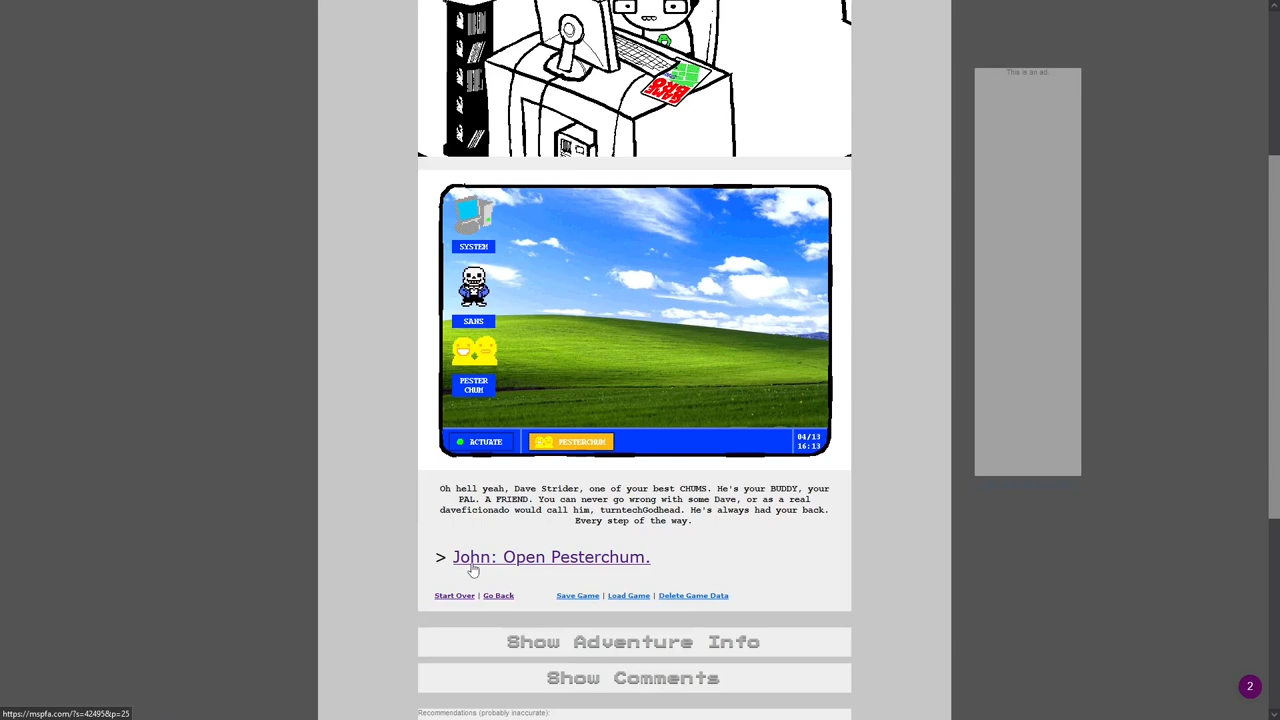 This is an ad.
GAME
BRO
SYSTEM
SANS
PESTER
CHUM
ACTUATE
PESTERCHUM
04/13
16:13
Oh hell yeah, Dave Strider, one of your best CHUMS. He's your BUDDY, your
PAL. A FRIEND. You can never go wrong with some Dave, or as a real
daveficionado would call him, turntechGodhead. He's always had your back.
Every step of the way.
> John: Open Pesterchum.
Start Over | Go Back
Save Game | Load Game | Delete Game Data
Show Adventure Info
Show Comments
2
https://mspfa.com/?s=42495&p=25
Recommendations (probably inaccurate):